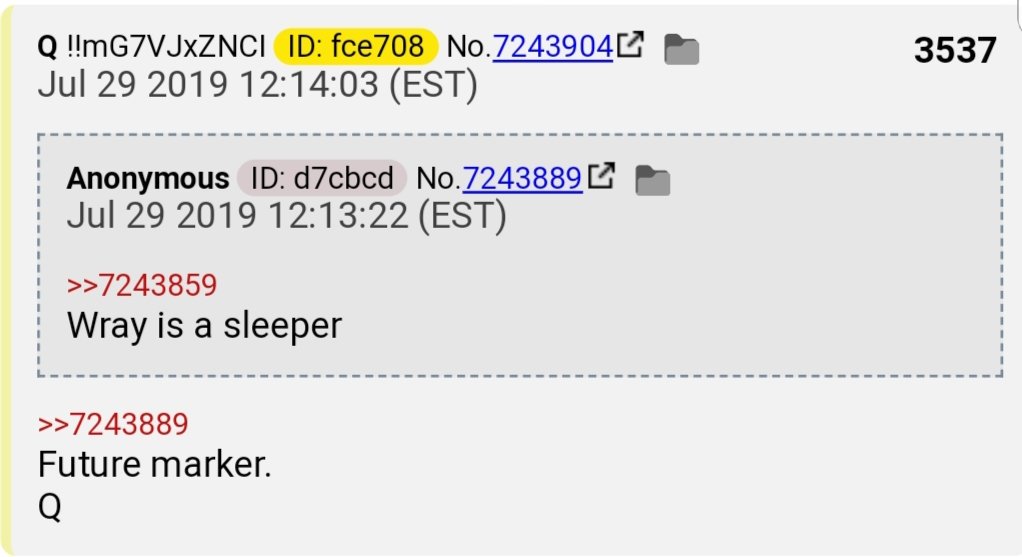 Q !!mG7VJxZNCI ID: fce708 No.7243904 3537
Jul 29 2019 12:14:03 (EST)
Anonymous ID: d7cbcd No.7243889
Jul 29 2019 12:13:22 (EST)
>>7243859
Wray is a sleeper
>>7243889
Future marker.
Q